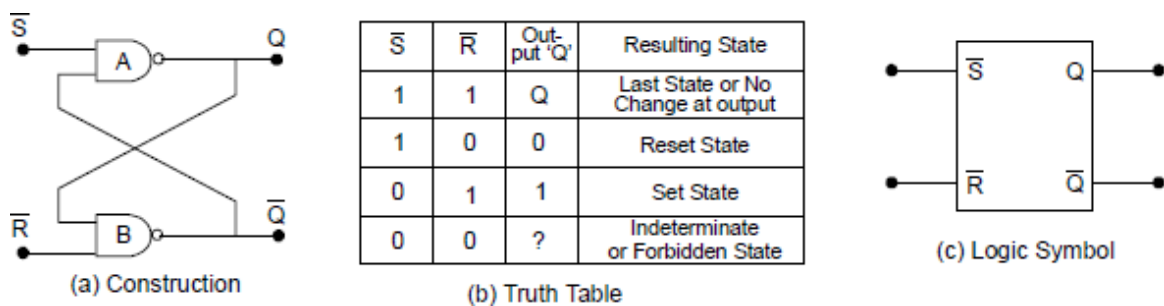 S̅
A
Q
R̅
B
Q̅
(a) Construction
S̅ R̅ Out-put ‘Q’ Resulting State
1 1 Q Last State or No
Change at output
1 0 0 Reset State
0 1 1 Set State
0 0 ? Indeterminate
or Forbidden State
(b) Truth Table
S̅ Q
R̅ Q̅
(c) Logic Symbol